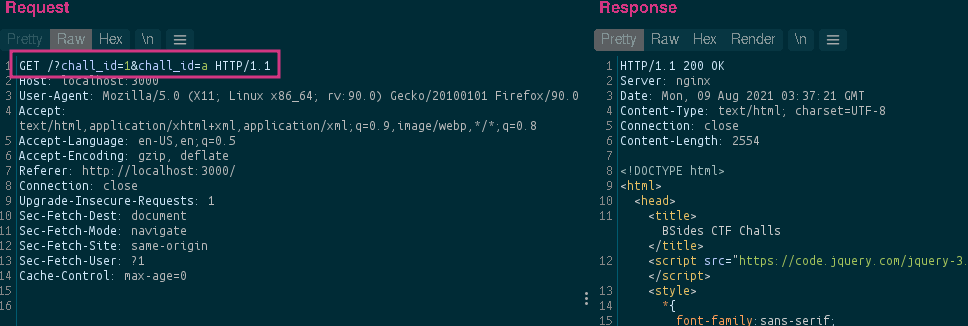 Request
Pretty Raw Hex \n
1 GET /?chall_id=1&chall_id=a HTTP/1.1
2 Host: localhost:3000
3 User-Agent: Mozilla/5.0 (X11; Linux x86_64; rv:90.0) Gecko/20100101 Firefox/90.0
4 Accept:
text/html,application/xhtml+xml,application/xml;q=0.9,image/webp,*/*;q=0.8
5 Accept-Language: en-US,en;q=0.5
6 Accept-Encoding: gzip, deflate
7 Referer: http://localhost:3000/
8 Connection: close
9 Upgrade-Insecure-Requests: 1
10 Sec-Fetch-Dest: document
11 Sec-Fetch-Mode: navigate
12 Sec-Fetch-Site: same-origin
13 Sec-Fetch-User: ?1
14 Cache-Control: max-age=0
15
16
Response
Pretty Raw Hex Render \n
1 HTTP/1.1 200 OK
2 Server: nginx
3 Date: Mon, 09 Aug 2021 03:37:21 GMT
4 Content-Type: text/html; charset=UTF-8
5 Connection: close
6 Content-Length: 2554
7
8 <!DOCTYPE html>
9 <html>
10 <head>
11 <title>
BSides CTF Challs
</title>
12 <script src="https://code.jquery.com/jquery-3.
</script>
13 <style>
14 *{
15 font-family:sans-serif;